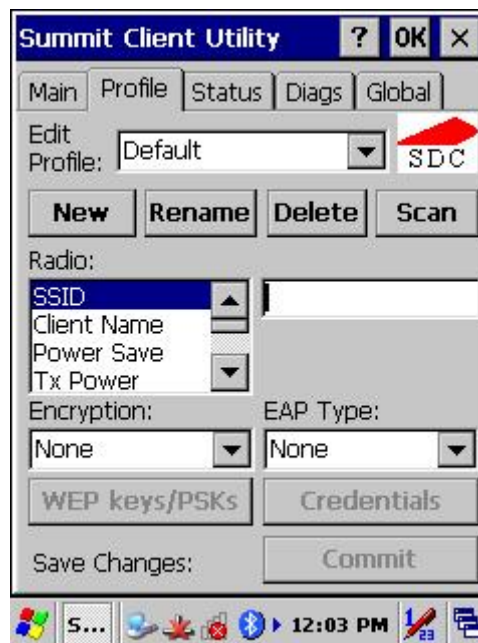 Summit Client Utility ? OK ×
Main Profile Status Diags Global
Edit
Profile: Default
SDC
New Rename Delete Scan
Radio:
SSID
Client Name
Power Save
Tx Power
Encryption: EAP Type:
None None
WEP keys/PSKs Credentials
Save Changes: Commit
S... 12:03 PM